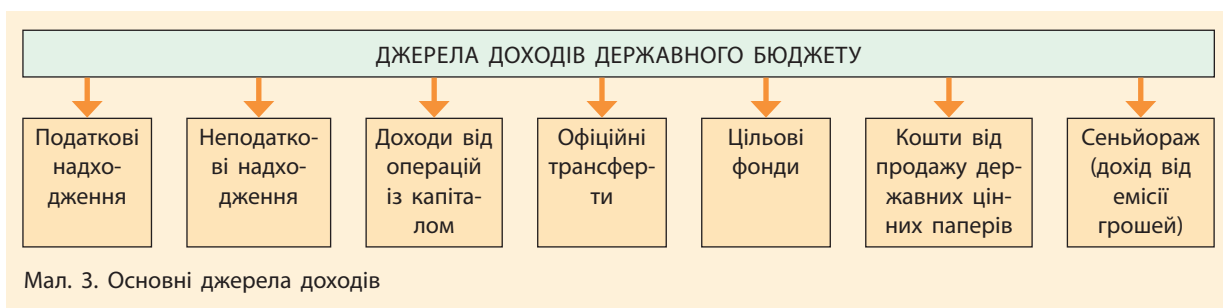 ДЖЕРЕЛА ДОХОДІВ ДЕРЖАВНОГО БЮДЖЕТУ
Податкові
надхо-
дження
Неподатко-
ві надхо-
дження
Доходи від
операцій
із капіта-
лом
Офіційні
трансфер-
ти
Цільові
фонди
Кошти від
продажу дер-
жавних цін-
них паперів
Сеньйораж
(дохід від
емісії
грошей)
Мал. 3. Основні джерела доходів